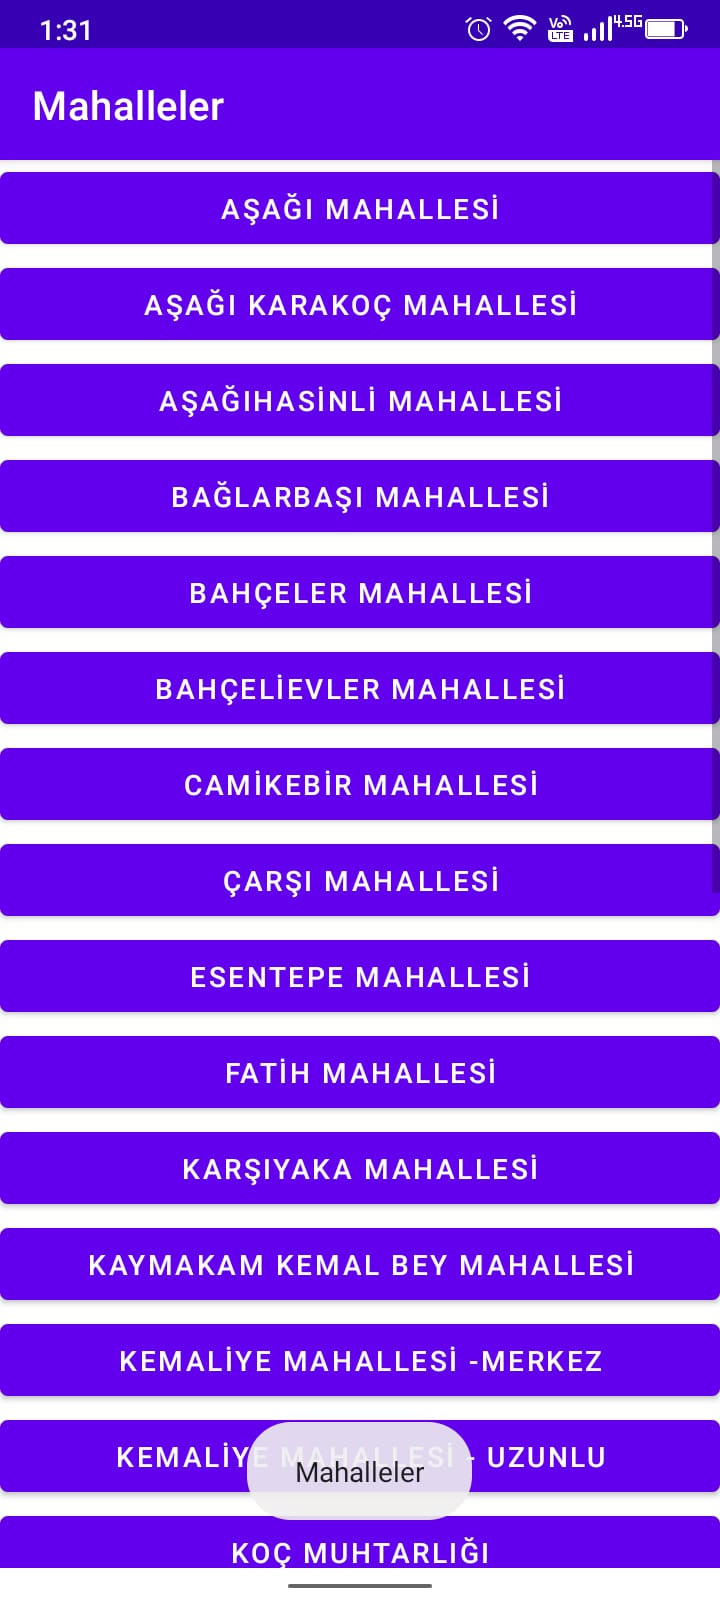 1:31
Vo LTE 4.5G
Mahalleler
AŞAĞI MAHALLESİ
AŞAĞI KARAKOÇ MAHALLESİ
AŞAĞIHASİNLİ MAHALLESİ
BAĞLARBAŞI MAHALLESİ
BAHÇELER MAHALLESİ
BAHÇELİEVLER MAHALLESİ
CAMİKEBİR MAHALLESİ
ÇARŞI MAHALLESİ
ESENTEPE MAHALLESİ
FATİH MAHALLESİ
KARŞIYAKA MAHALLESİ
KAYMAKAM KEMAL BEY MAHALLESİ
KEMALİYE MAHALLESİ -MERKEZ
KEMALİYE MAHALLESİ - UZUNLU
Mahalleler
KOÇ MUHTARLIĞI